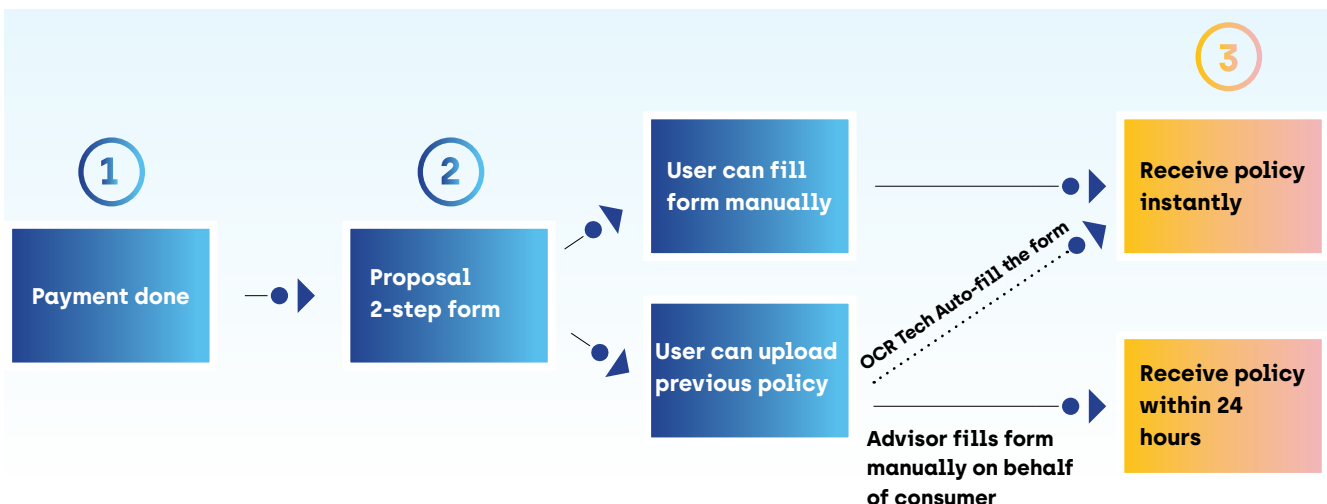 1
Payment done
2
Proposal
2-step form
User can fill
form manually
User can upload
previous policy
OCR Tech Auto-fill the form
Advisor fills form
manually on behalf
of consumer
3
Receive policy
instantly
Receive policy
within 24
hours